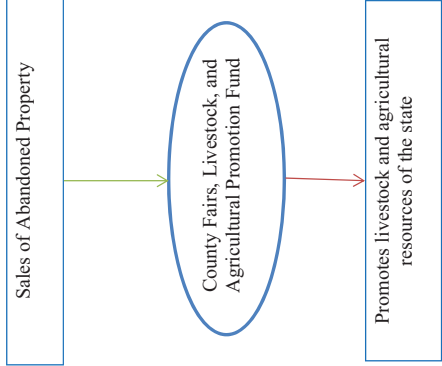 Sales of Abandoned Property
County Fairs, Livestock, and
Agricultural Promotion Fund
Promotes livestock and agricultural
resources of the state